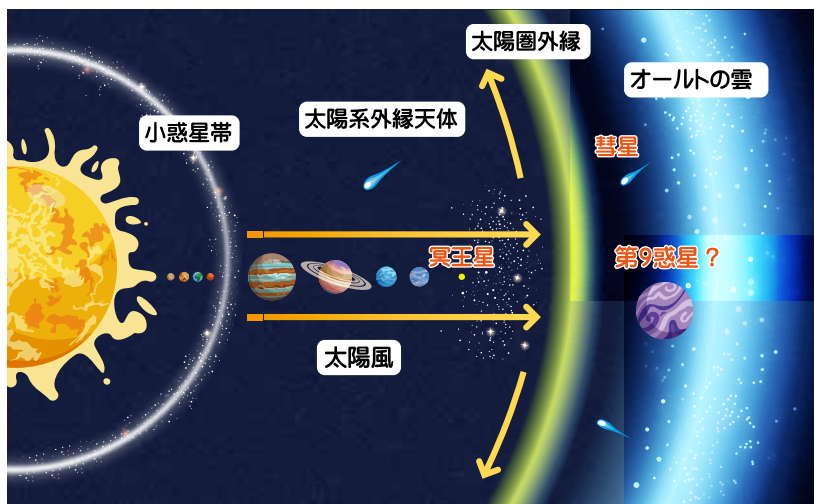 太陽圏外縁
オールトの雲
小惑星帯
太陽系外縁天体
彗星
冥王星
第9惑星？
太陽風